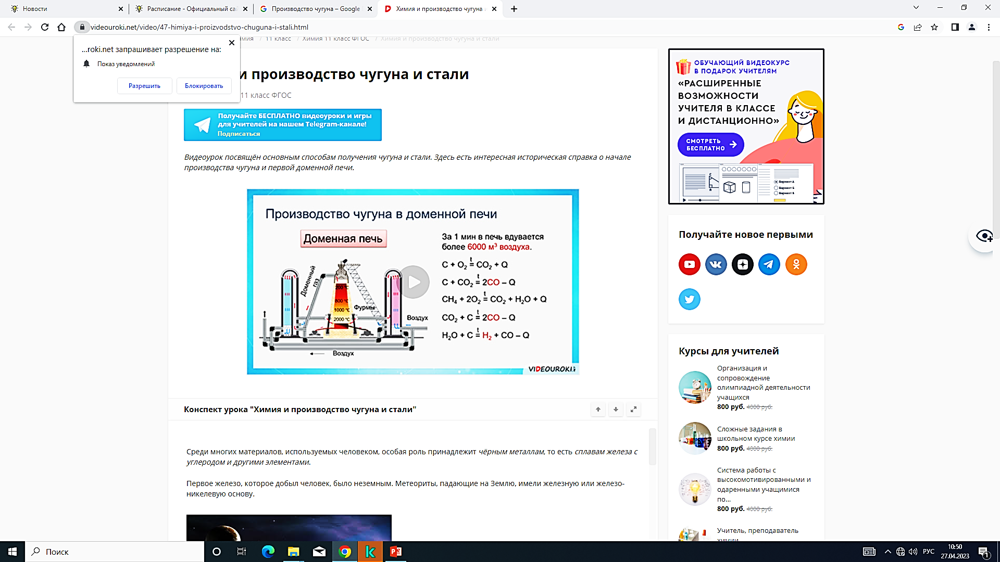 Новости
Расписание - Официальный са
Производство чугуна – Google
Химия и производство чугуна
videouroki.net/video/47-himiya-i-proizvodstvo-chuguna-i-stali.html
...roki.net запрашивает разрешение на:
Показ уведомлений
Разрешить
Блокировать
/ 11 класс / Химия 11 класс ФГОС / Химия и производство чугуна и стали
и производство чугуна и стали
11 класс ФГОС
Получайте БЕСПЛАТНО видеоуроки и игры
для учителей на нашем Telegram-канале!
Подписаться
Видеоурок посвящён основным способам получения чугуна и стали. Здесь есть интересная историческая справка о начале
производства чугуна и первой доменной печи.
Производство чугуна в доменной печи
Доменная печь
За 1 мин в печь вдувается
более 6000 м³ воздуха.
C + O₂ =ᵗ CO₂ + Q
C + CO₂ =ᵗ 2CO – Q
CH₄ + 2O₂ =ᵗ CO₂ + H₂O + Q
CO₂ + C =ᵗ 2CO – Q
H₂O + C =ᵗ H₂ + CO – Q
Доменный
газ
200 °C
800 °C
1000 °C
2000 °C
Фурмы
Воздух
Воздух
VIDEOUROKI
Конспект урока "Химия и производство чугуна и стали"
Среди многих материалов, используемых человеком, особая роль принадлежит чёрным металлам, то есть сплавам железа с
углеродом и другими элементами.
Первое железо, которое добыл человек, было неземным. Метеориты, падающие на Землю, имели железную или железо-
никелевую основу.
ОБУЧАЮЩИЙ ВИДЕОКУРС
В ПОДАРОК УЧИТЕЛЯМ
«РАСШИРЕННЫЕ
ВОЗМОЖНОСТИ
УЧИТЕЛЯ В КЛАССЕ
И ДИСТАНЦИОННО»
СМОТРЕТЬ
БЕСПЛАТНО
Вариант А
Вариант Б
Вариант В
Получайте новое первыми
Курсы для учителей
Организация и
сопровождение
олимпиадной деятельности
учащихся
800 руб. 4000 руб.
Сложные задания в
школьном курсе химии
800 руб. 4000 руб.
Система работы с
высокомотивированными и
одаренными учащимися
по...
800 руб. 4000 руб.
Учитель, преподаватель
химии
Поиск
РУС
10:50
27.04.2023
1